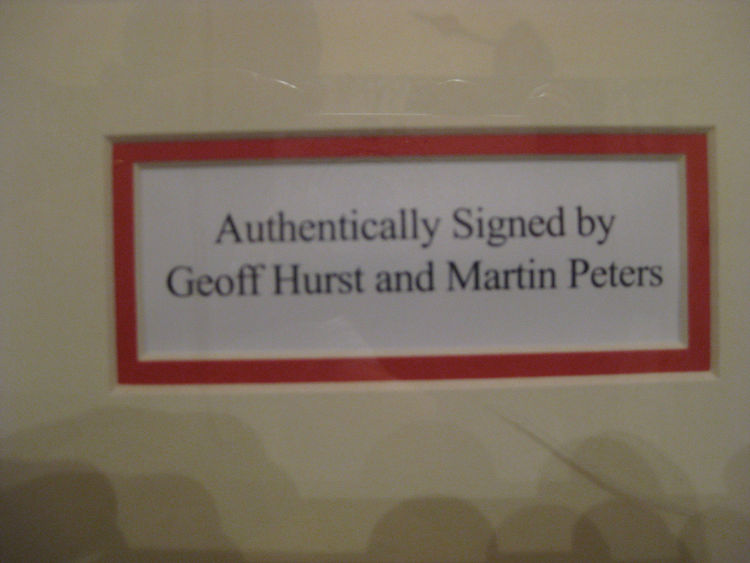 Authentically Signed by
Geoff Hurst and Martin Peters